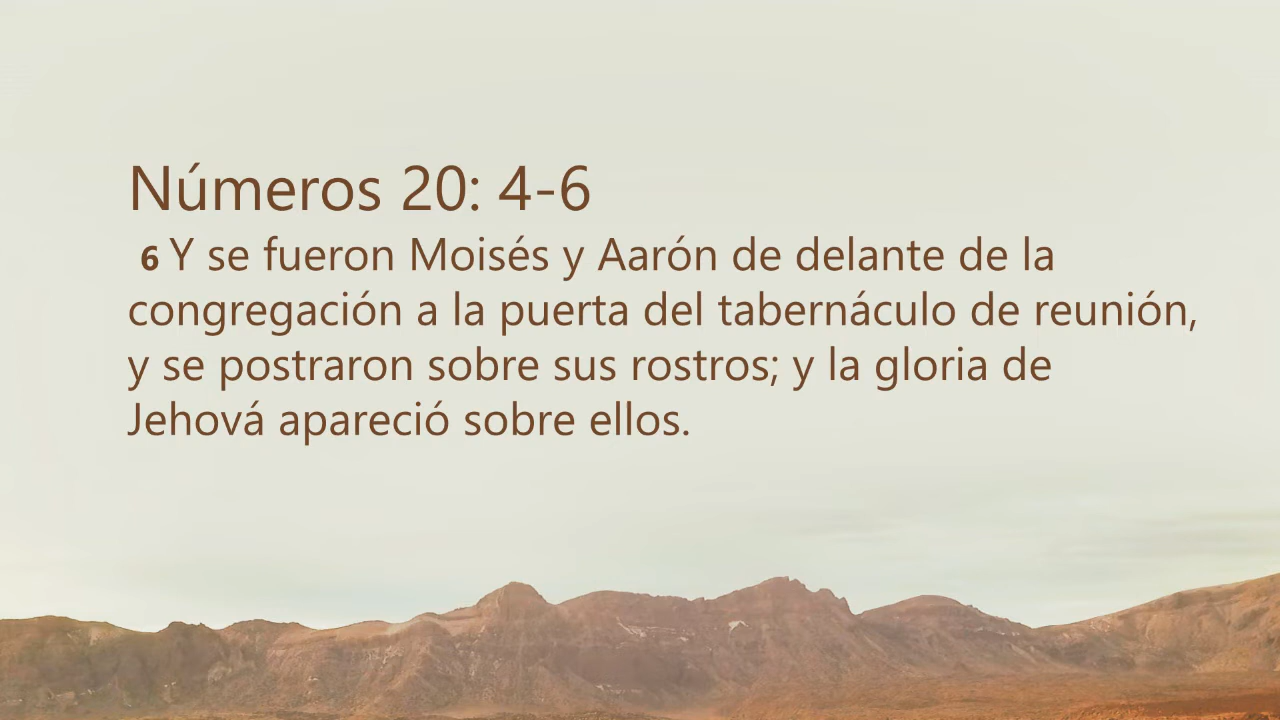 Números 20: 4-6
6 Y se fueron Moisés y Aarón de delante de la
congregación a la puerta del tabernáculo de reunión,
y se postraron sobre sus rostros; y la gloria de
Jehová apareció sobre ellos.